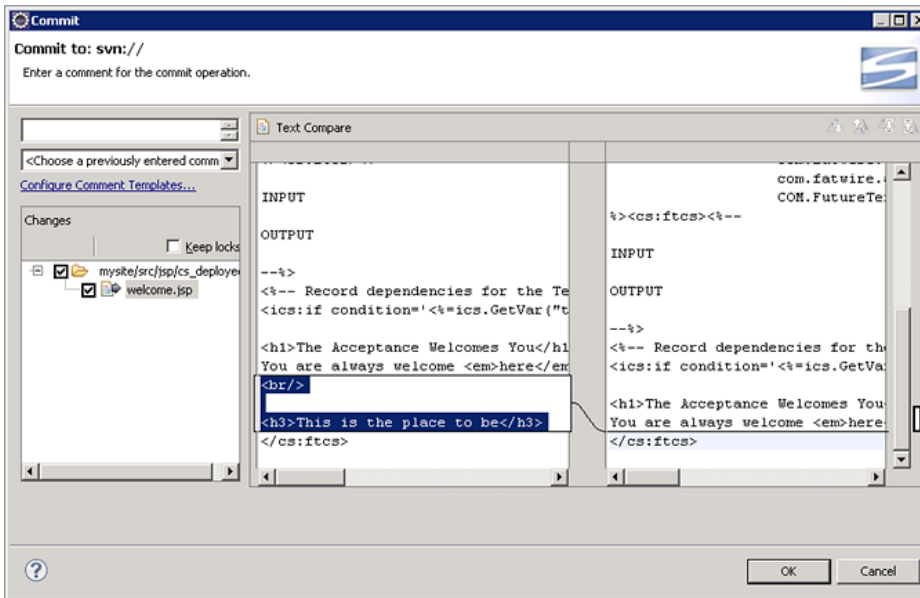 Commit
Commit to: svn://
Enter a comment for the commit operation.
<Choose a previously entered comm
Configure Comment Templates...
Changes
Keep locks
mysite/src/jsp/cs_deploye
welcome.jsp
Text Compare
INPUT
OUTPUT
--%>
<%-- Record dependencies for the Te
<ics:if condition='<%=ics.GetVar("t
<h1>The Acceptance Welcomes You</h1
You are always welcome <em>here</em
<br/>
<h3>This is the place to be</h3>
</cs:ftcs>
com.fatwire.
COM.FutureTe
%><cs:ftcs><%--
INPUT
OUTPUT
--%>
<%-- Record dependencies for th
<ics:if condition='<%=ics.GetVa
<h1>The Acceptance Welcomes You
You are always welcome <em>here
</cs:ftcs>
?
OK
Cancel